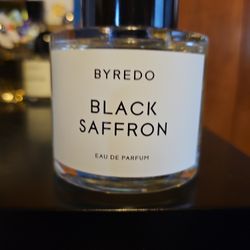 BYREDO
BLACK
SAFFRON
EAU DE PARFUM